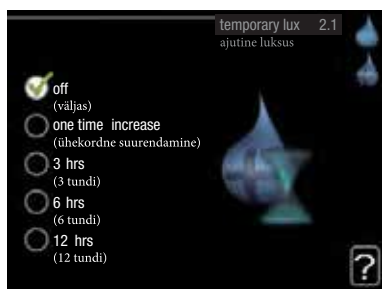 temporary lux 2.1
ajutine luksus
off
(väljas)
one time increase
(ühekordne suurendamine)
3 hrs
(3 tundi)
6 hrs
(6 tundi)
12 hrs
(12 tundi)
?